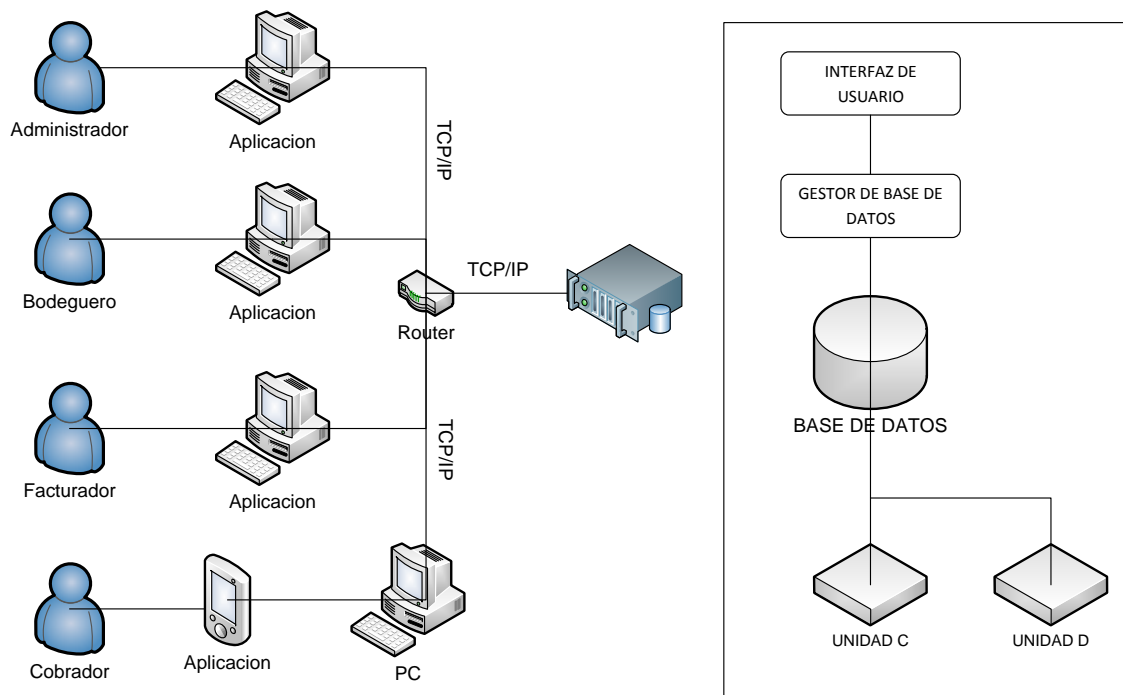 Administrador
Aplicacion
TCP/IP
Bodeguero
Aplicacion
TCP/IP
Router
Facturador
Aplicacion
TCP/IP
Cobrador
Aplicacion
PC
INTERFAZ DE
USUARIO
GESTOR DE BASE DE
DATOS
BASE DE DATOS
UNIDAD C
UNIDAD D